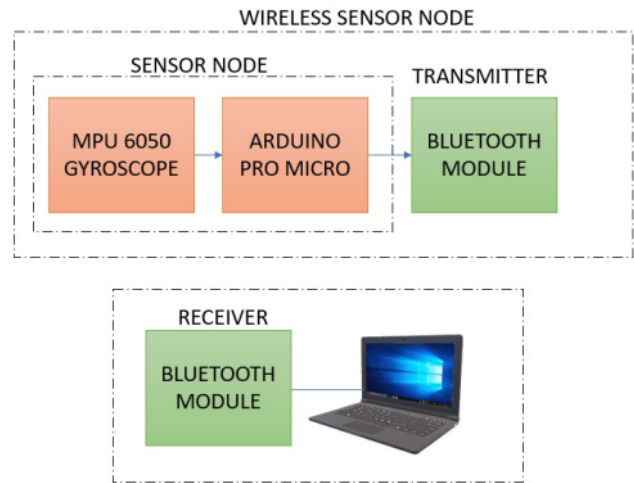 WIRELESS SENSOR NODE
SENSOR NODE
TRANSMITTER
MPU 6050
GYROSCOPE
ARDUINO
PRO MICRO
BLUETOOTH
MODULE
RECEIVER
BLUETOOTH
MODULE